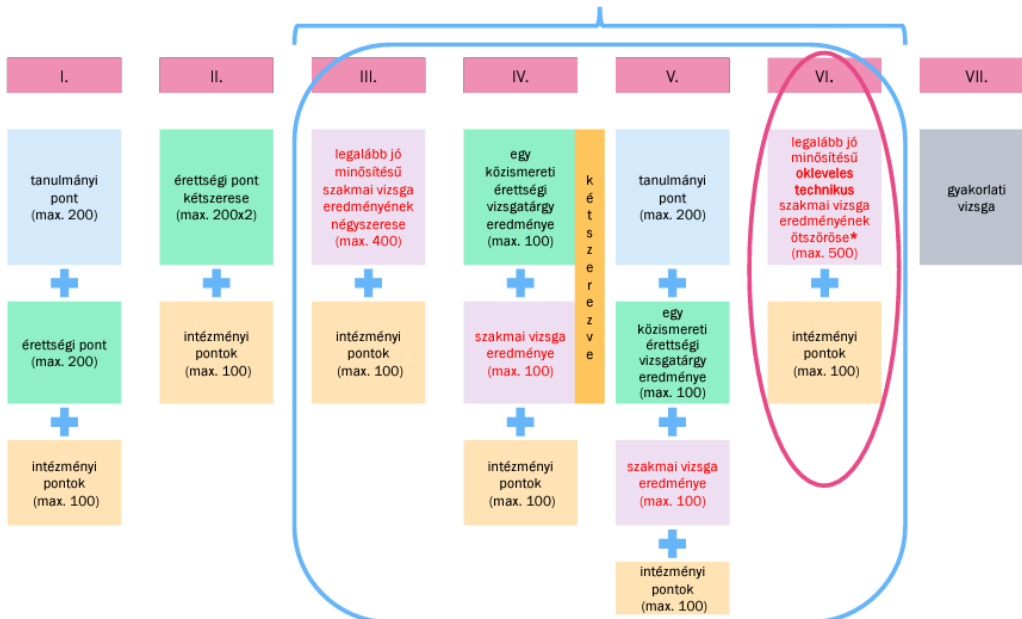 I.
II.
III.
IV.
V.
VI.
VII.
tanulmányi
pont
(max. 200)
érettségi pont
(max. 200)
intézményi
pontok
(max. 100)
érettségi pont
kétszerese
(max. 200x2)
intézményi
pontok
(max. 100)
legalább jó
minősítésű
szakmai vizsga
eredményének
négyszerese
(max. 400)
intézményi
pontok
(max. 100)
egy
közismereti
érettségi
vizsgatárgy
eredménye
(max. 100)
szakmai vizsga
eredménye
(max. 100)
kétszerezve
intézményi
pontok
(max. 100)
tanulmányi
pont
(max. 200)
egy
közismereti
érettségi
vizsgatárgy
eredménye
(max. 100)
szakmai vizsga
eredménye
(max. 100)
intézményi
pontok
(max. 100)
legalább jó
minősítésű
okleveles
technikus
szakmai vizsga
eredményének
ötszöröse*
(max. 500)
intézményi
pontok
(max. 100)
gyakorlati
vizsga